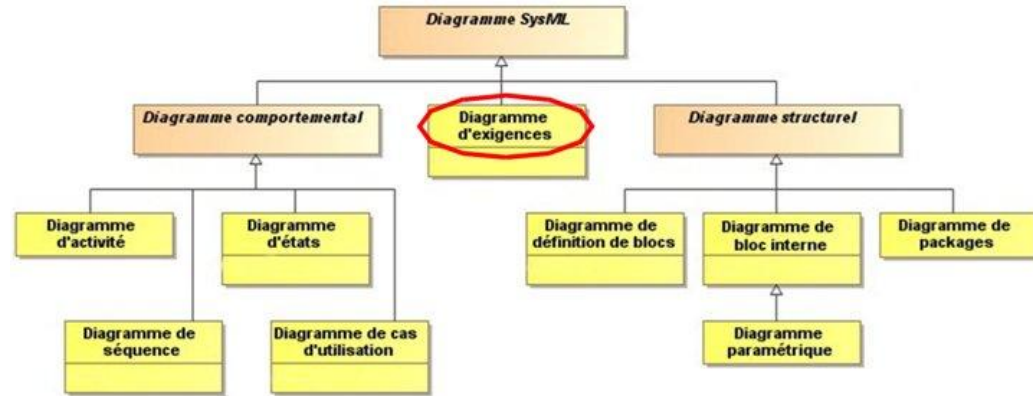 Diagramme SysML
Diagramme comportemental
Diagramme
d'exigences
Diagramme structurel
Diagramme
d'activité
Diagramme
d'états
Diagramme de
définition de blocs
Diagramme de
bloc interne
Diagramme de
packages
Diagramme de
séquence
Diagramme de cas
d'utilisation
Diagramme
paramétrique